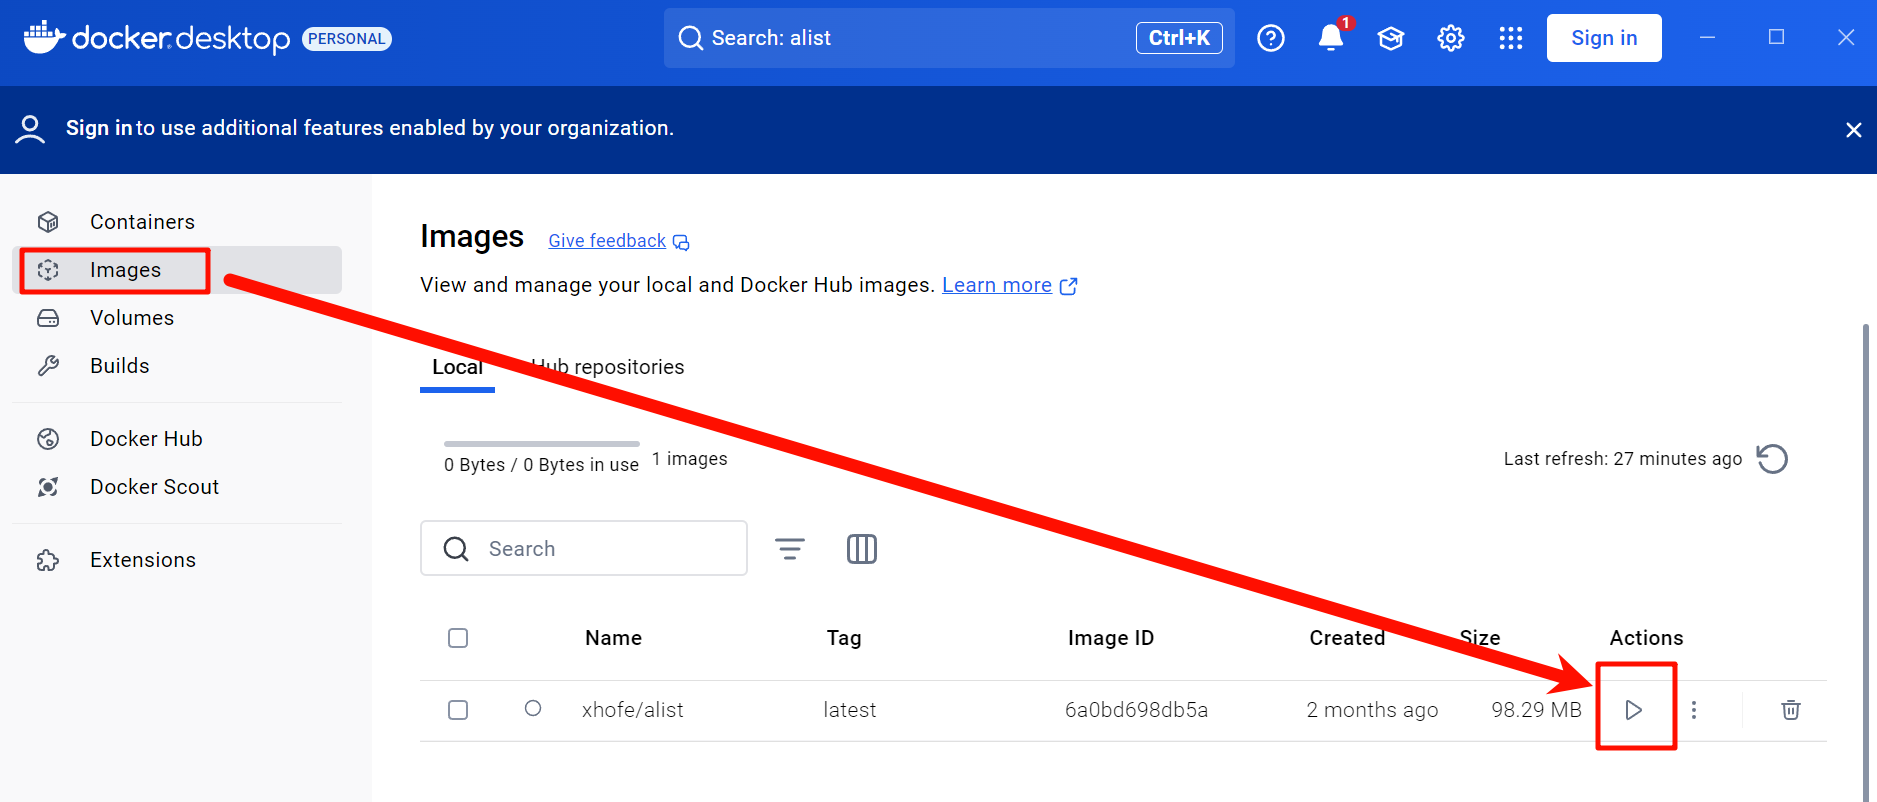 docker desktop PERSONAL
Search: alist
Ctrl+K
1
Sign in
Sign in to use additional features enabled by your organization.
Containers
Images
Volumes
Builds
Docker Hub
Docker Scout
Extensions
Images
Give feedback
View and manage your local and Docker Hub images. Learn more
Local
Hub repositories
0 Bytes / 0 Bytes in use
1 images
Last refresh: 27 minutes ago
Search
Name Tag Image ID Created Size Actions
xhofe/alist latest 6a0bd698db5a 2 months ago 98.29 MB